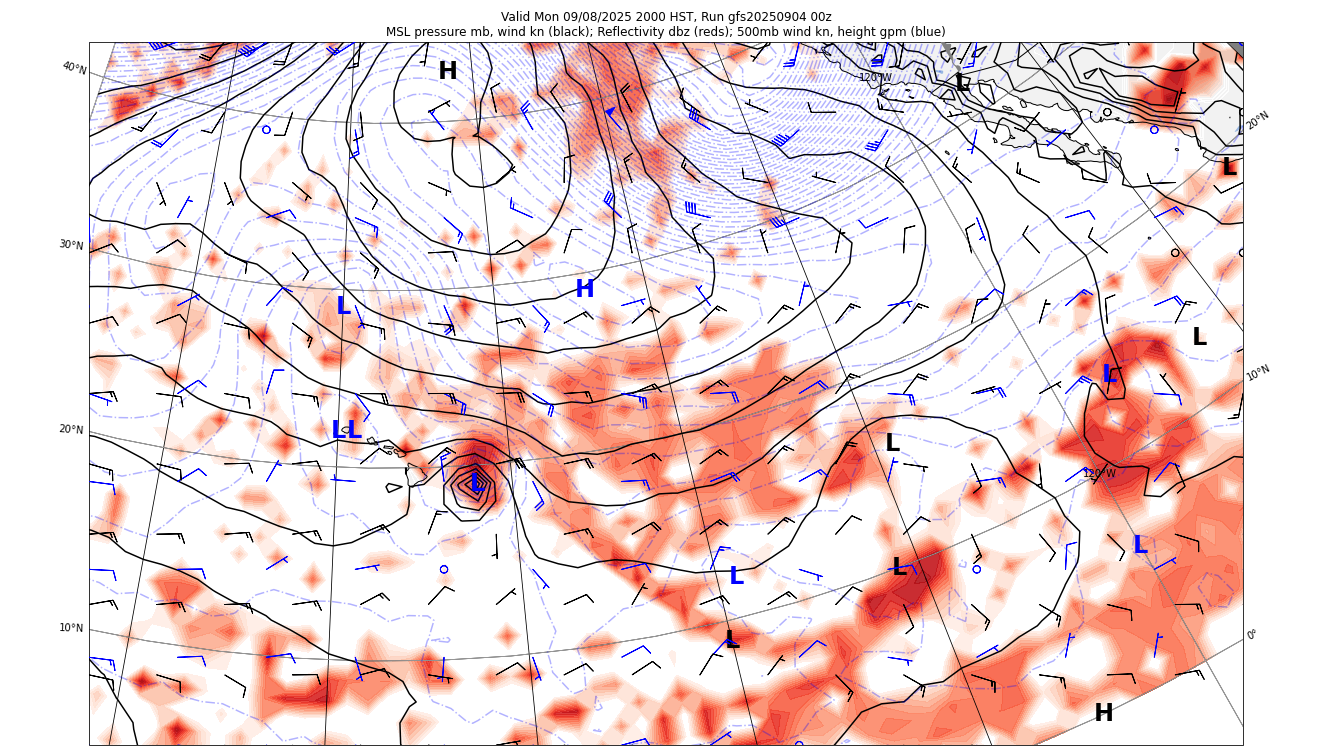 Valid Mon 09/08/2025 2000 HST, Run gfs20250904 00z
MSL pressure mb, wind kn (black); Reflectivity dbz (reds); 500mb wind kn, height gpm (blue)
40°N
H
120°W
L
20°N
L
30°N
H
L
L
L
10°N
20°N
LL
L
L
120°W
L
L
L
10°N
L
0°
H